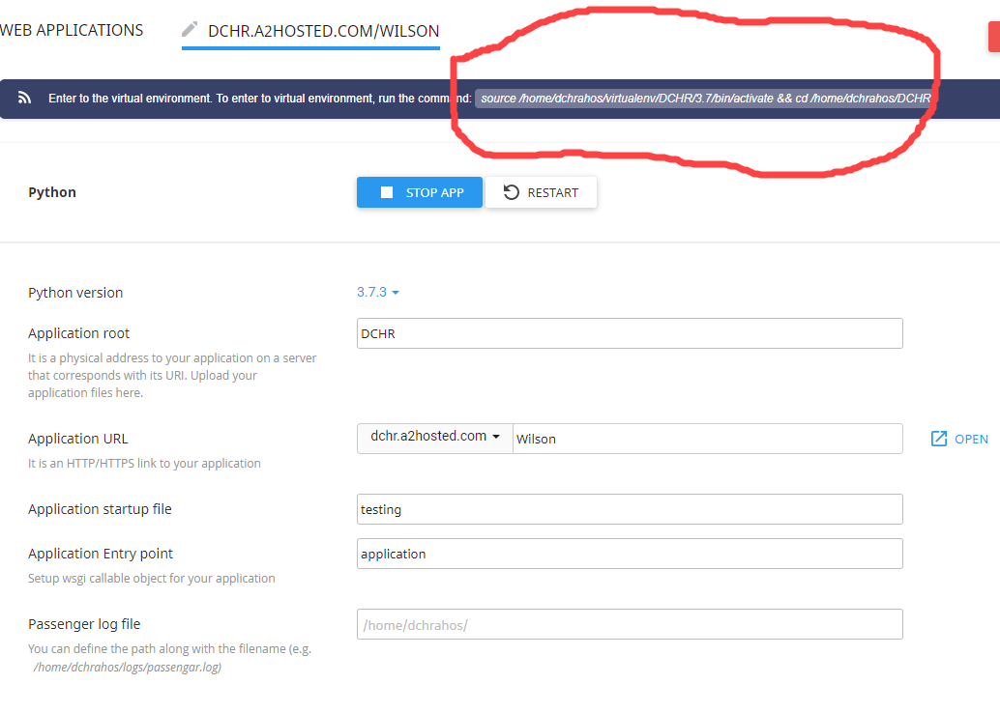 WEB APPLICATIONS
DCHR.A2HOSTED.COM/WILSON
Enter to the virtual environment. To enter to virtual environment, run the command: source /home/dchrahos/virtualenv/DCHR/3.7/bin/activate && cd /home/dchrahos/DCHR
Python
STOP APP
RESTART
Python version
3.7.3
Application root
DCHR
It is a physical address to your application on a server
that corresponds with its URI. Upload your
application files here.
Application URL
dchr.a2hosted.com
Wilson
OPEN
It is an HTTP/HTTPS link to your application
Application startup file
testing
Application Entry point
application
Setup wsgi callable object for your application
Passenger log file
/home/dchrahos/
You can define the path along with the filename (e.g.
/home/dchrahos/logs/passengar.log)